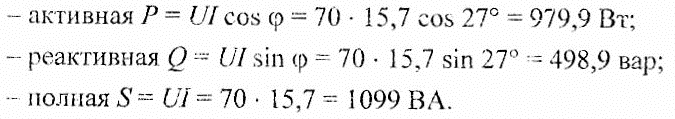 – активная P = UI cos φ = 70 · 15,7 cos 27° = 979,9 Вт;
– реактивная Q = UI sin φ = 70 · 15,7 sin 27° = 498,9 вар;
– полная S = UI = 70 · 15,7 = 1099 ВА.